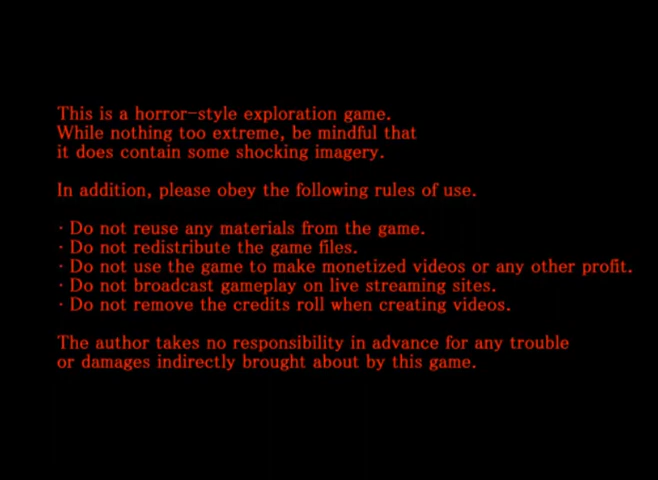 This is a horror-style exploration game.
While nothing too extreme, be mindful that
it does contain some shocking imagery.
In addition, please obey the following rules of use.
· Do not reuse any materials from the game.
· Do not redistribute the game files.
· Do not use the game to make monetized videos or any other profit.
· Do not broadcast gameplay on live streaming sites.
· Do not remove the credits roll when creating videos.
The author takes no responsibility in advance for any trouble
or damages indirectly brought about by this game.